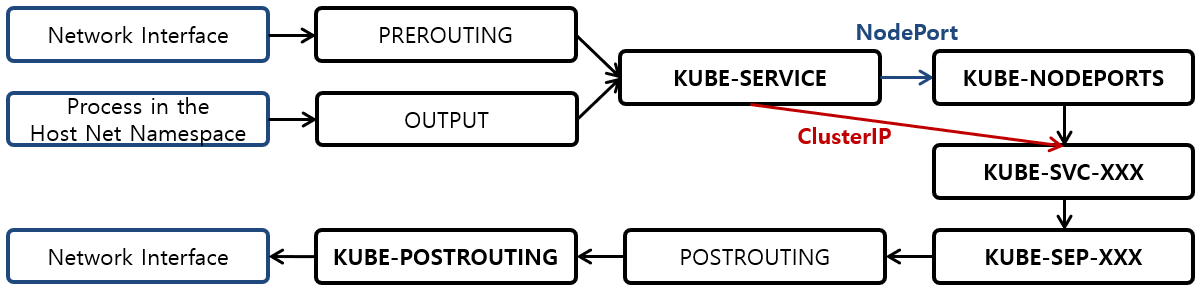 Network Interface
PREROUTING
NodePort
KUBE-SERVICE
KUBE-NODEPORTS
Process in the
Host Net Namespace
OUTPUT
ClusterIP
KUBE-SVC-XXX
Network Interface
KUBE-POSTROUTING
POSTROUTING
KUBE-SEP-XXX